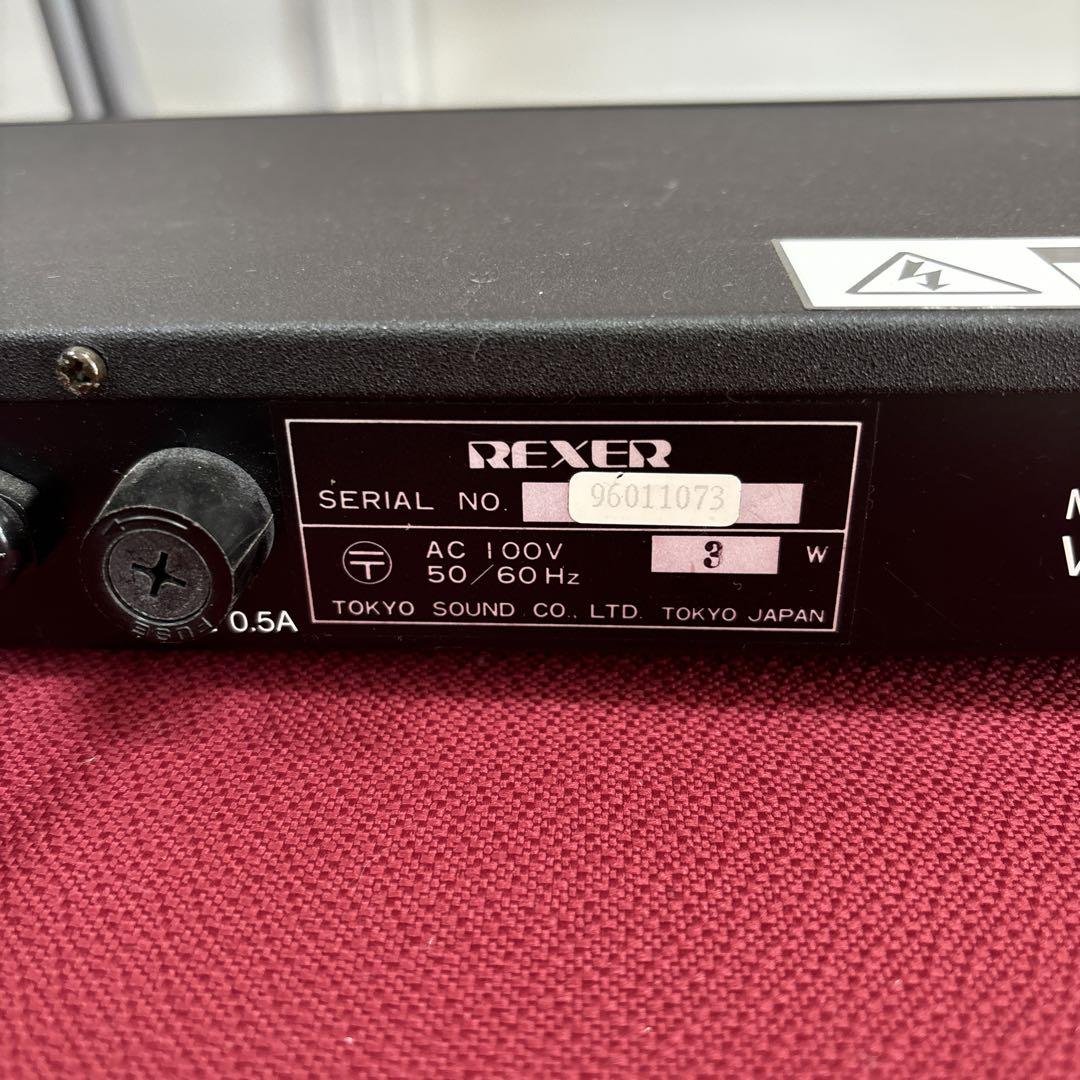 REXER
SERIAL NO. 96011073
AC 100V
50/60Hz
3 W
TOKYO SOUND CO., LTD. TOKYO JAPAN
FUSE
0.5A